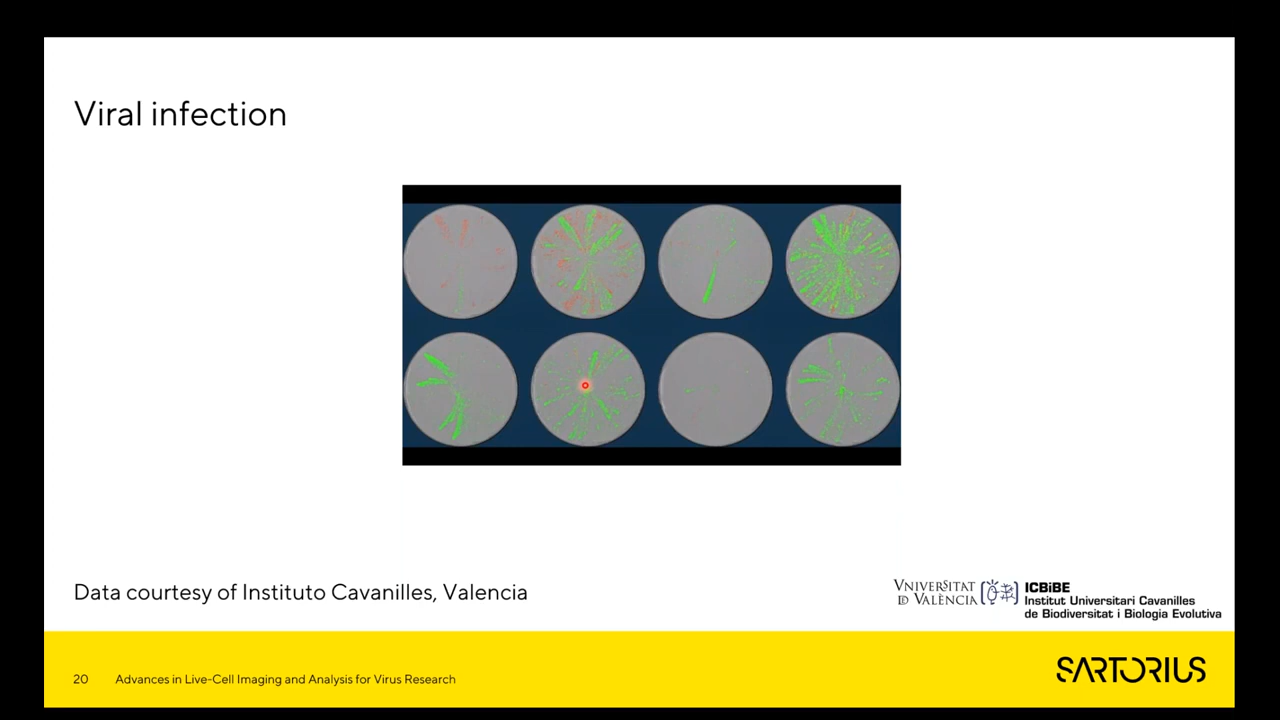 Viral infection
Data courtesy of Instituto Cavanilles, Valencia
VNIVERSITAT
ID VALÈNCIA
ICBiBE
Institut Universitari Cavanilles
de Biodiversitat i Biologia Evolutiva
20 Advances in Live-Cell Imaging and Analysis for Virus Research
SARTORIUS